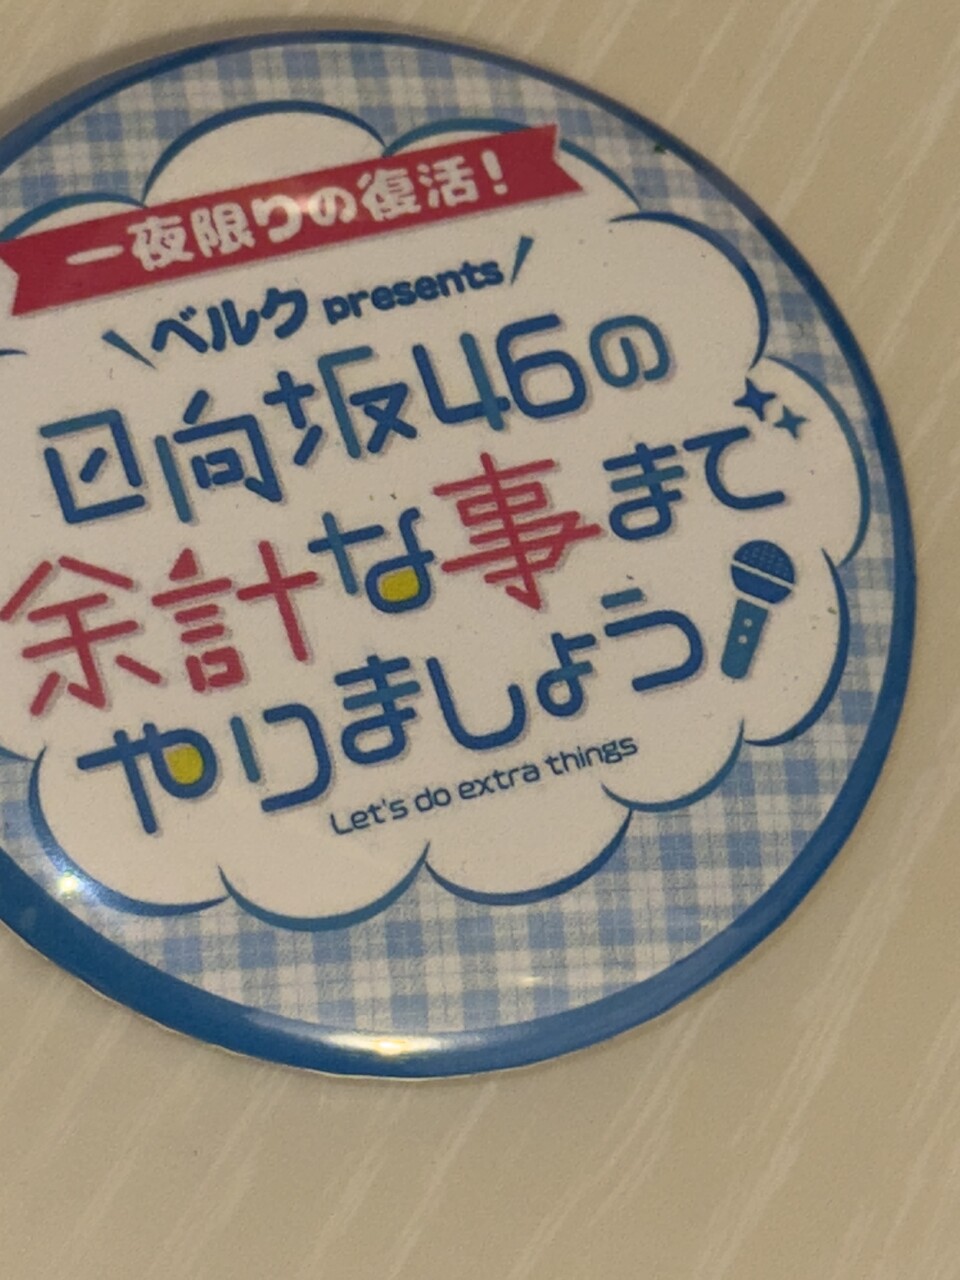 一夜限りの復活！
\ベルク presents/
日向坂46の
余計な事まで
やりましょう
Let's do extra things